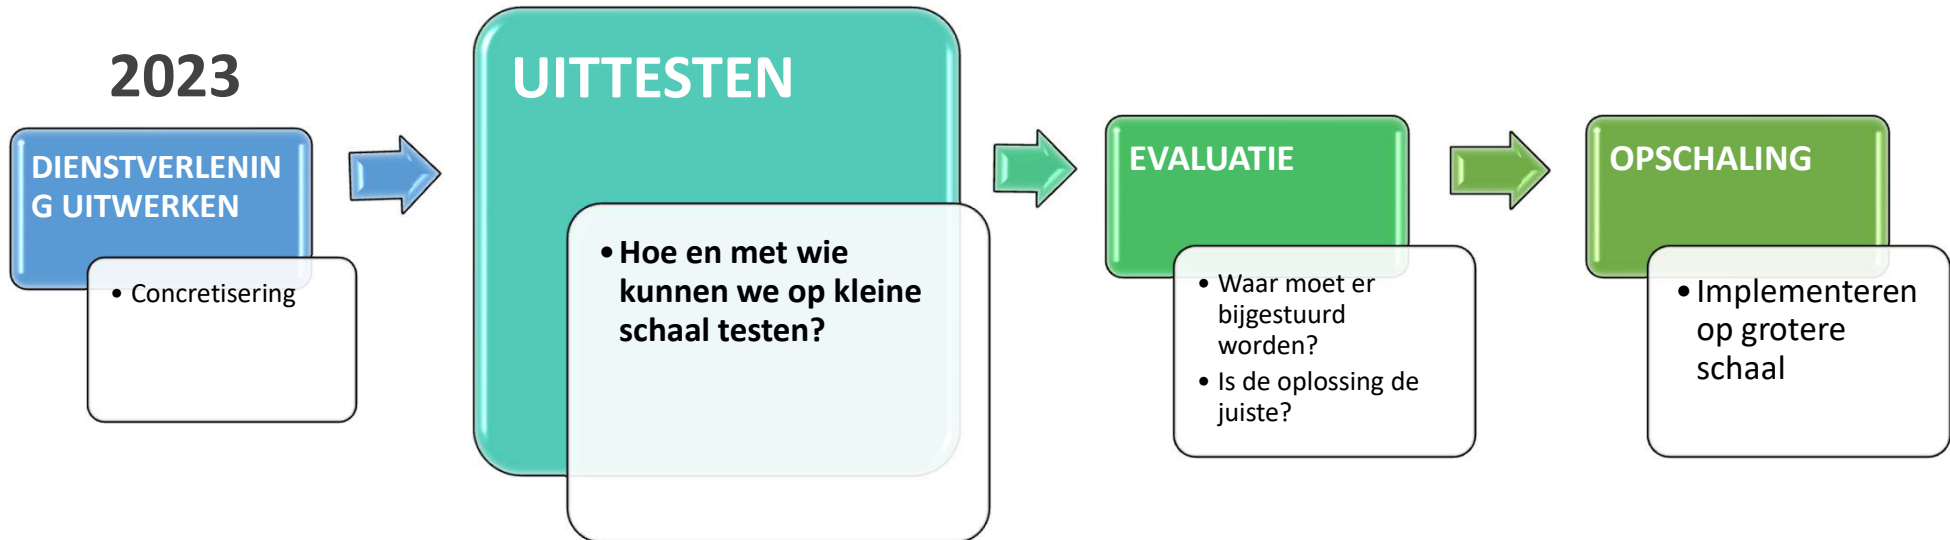 2023
DIENSTVERLENIN
G UITWERKEN
• Concretisering
UITTESTEN
• Hoe en met wie
kunnen we op kleine
schaal testen?
EVALUATIE
• Waar moet er
bijgestuurd
worden?
• Is de oplossing de
juiste?
OPSCHALING
• Implementeren
op grotere
schaal